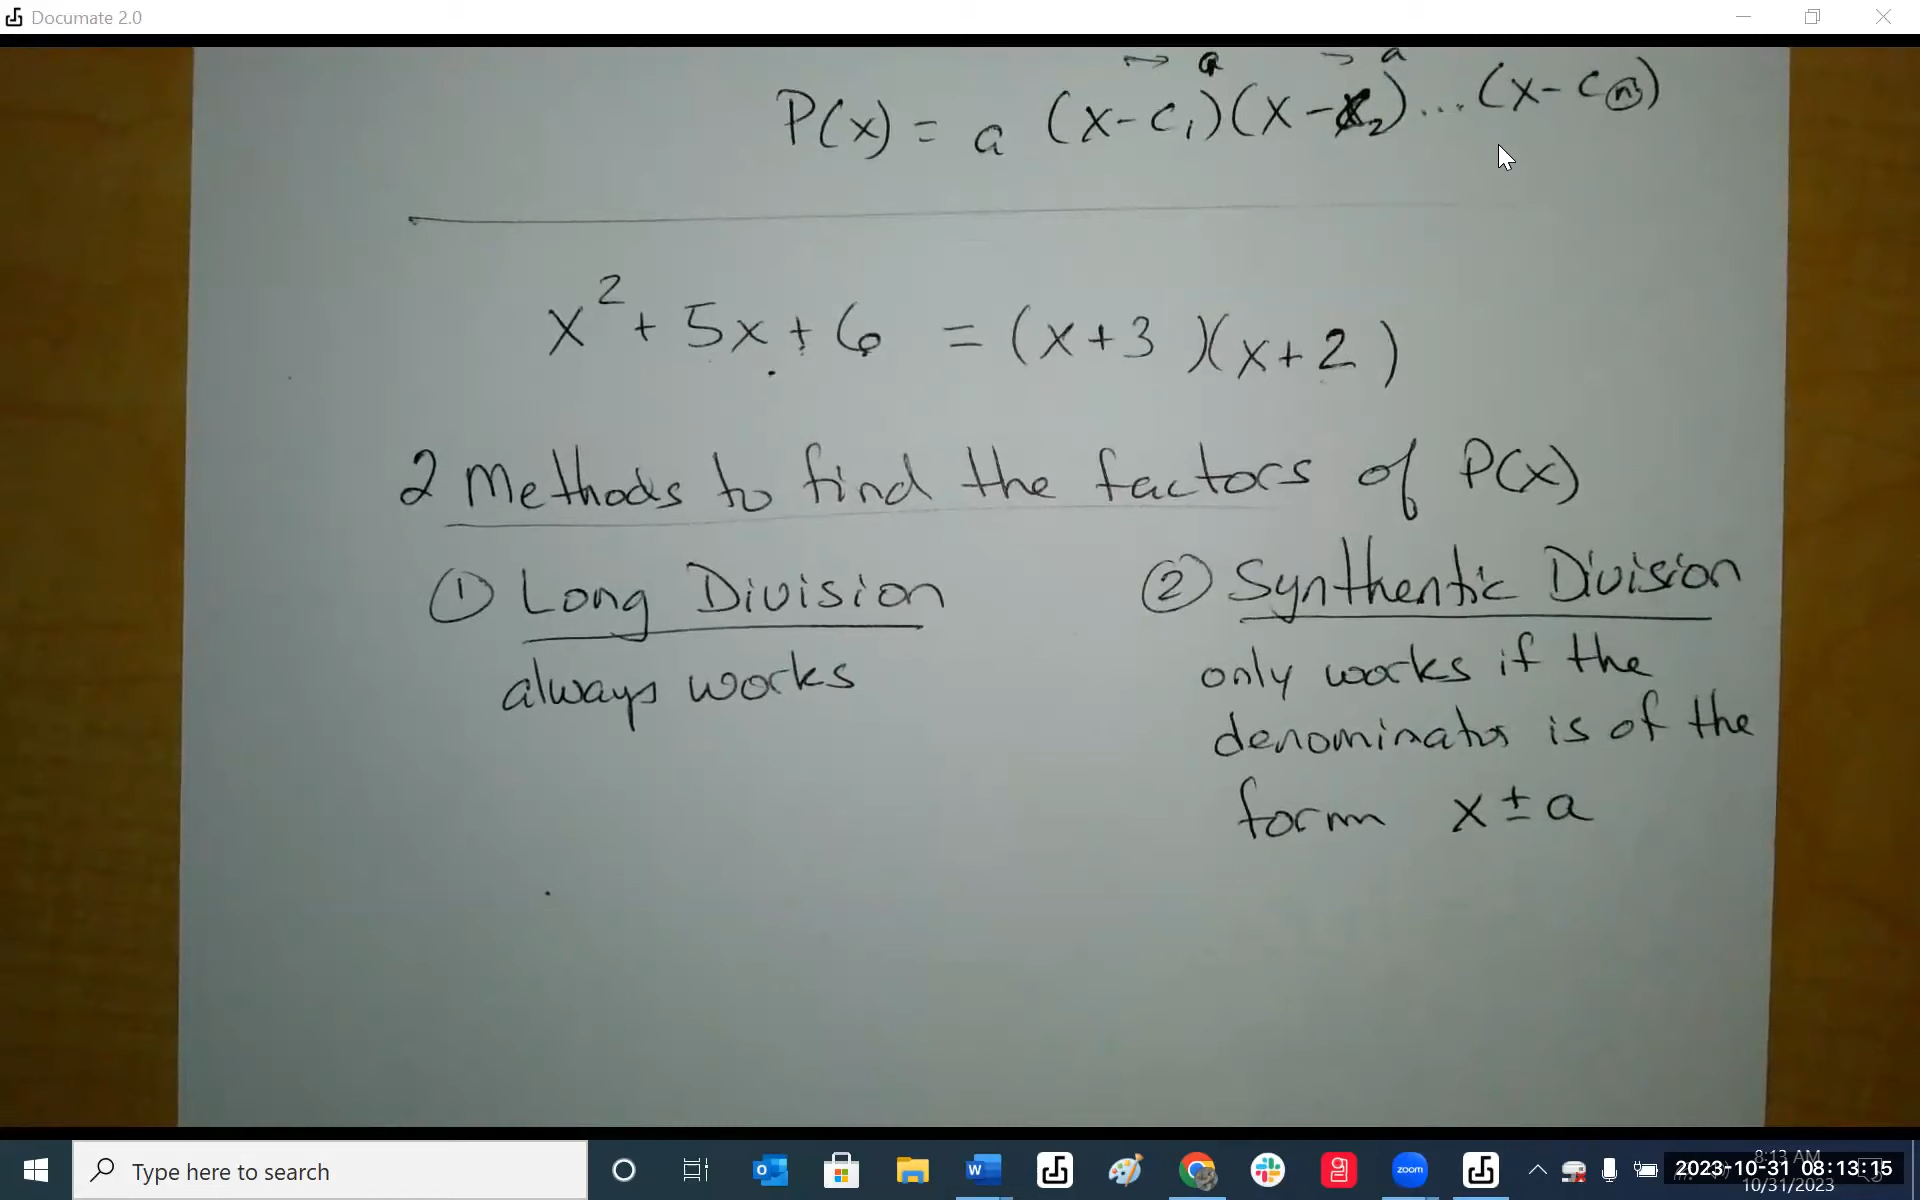 Documate 2.0
a a
P(x) = a (x-c₁)(x-c₂)...(x-cn)
x² + 5x + 6 = (x+3)(x+2)
2 Methods to find the factors of P(x)
① Long Division ② Synthentic Division
always works only works if the
denominator is of the
form x ± a
Type here to search
8:13 AM
2023-10-31 08:13:15
10/31/2023
zoom